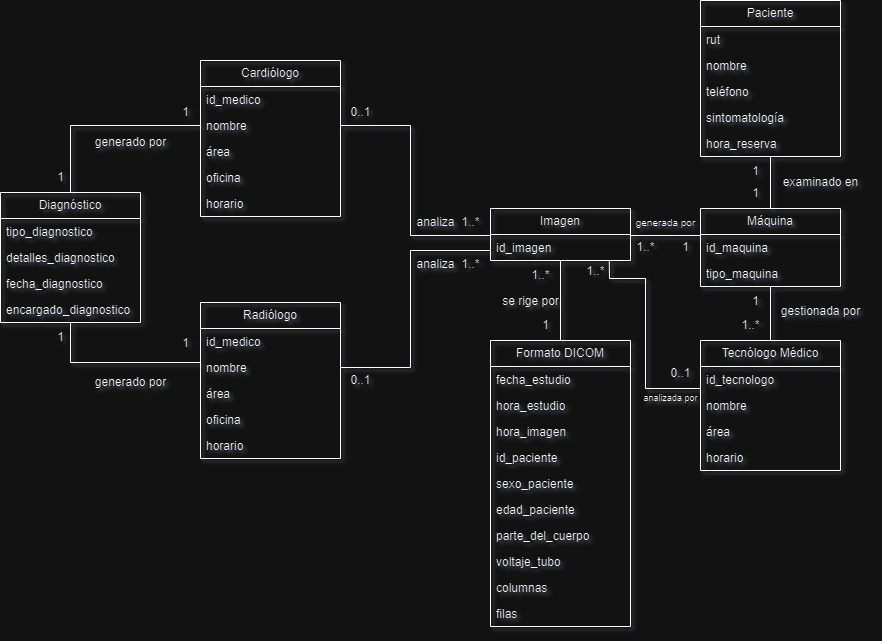 Paciente
rut
nombre
teléfono
sintomatología
hora_reserva
Cardiólogo
id_medico
nombre
área
oficina
horario
1
0..1
generado por
1
1
examinado en
1
Diagnóstico
tipo_diagnostico
detalles_diagnostico
fecha_diagnostico
encargado_diagnostico
analiza 1..*
analiza 1..*
Imagen
id_imagen
generada por
1..*
1
Máquina
id_maquina
tipo_maquina
1..*
1..*
se rige por
1
1
gestionada por
1..*
Radiólogo
id_medico
nombre
área
oficina
horario
1
1
generado por
0..1
Formato DICOM
fecha_estudio
hora_estudio
hora_imagen
id_paciente
sexo_paciente
edad_paciente
parte_del_cuerpo
voltaje_tubo
columnas
filas
0..1
analizada por
Tecnólogo Médico
id_tecnologo
nombre
área
horario